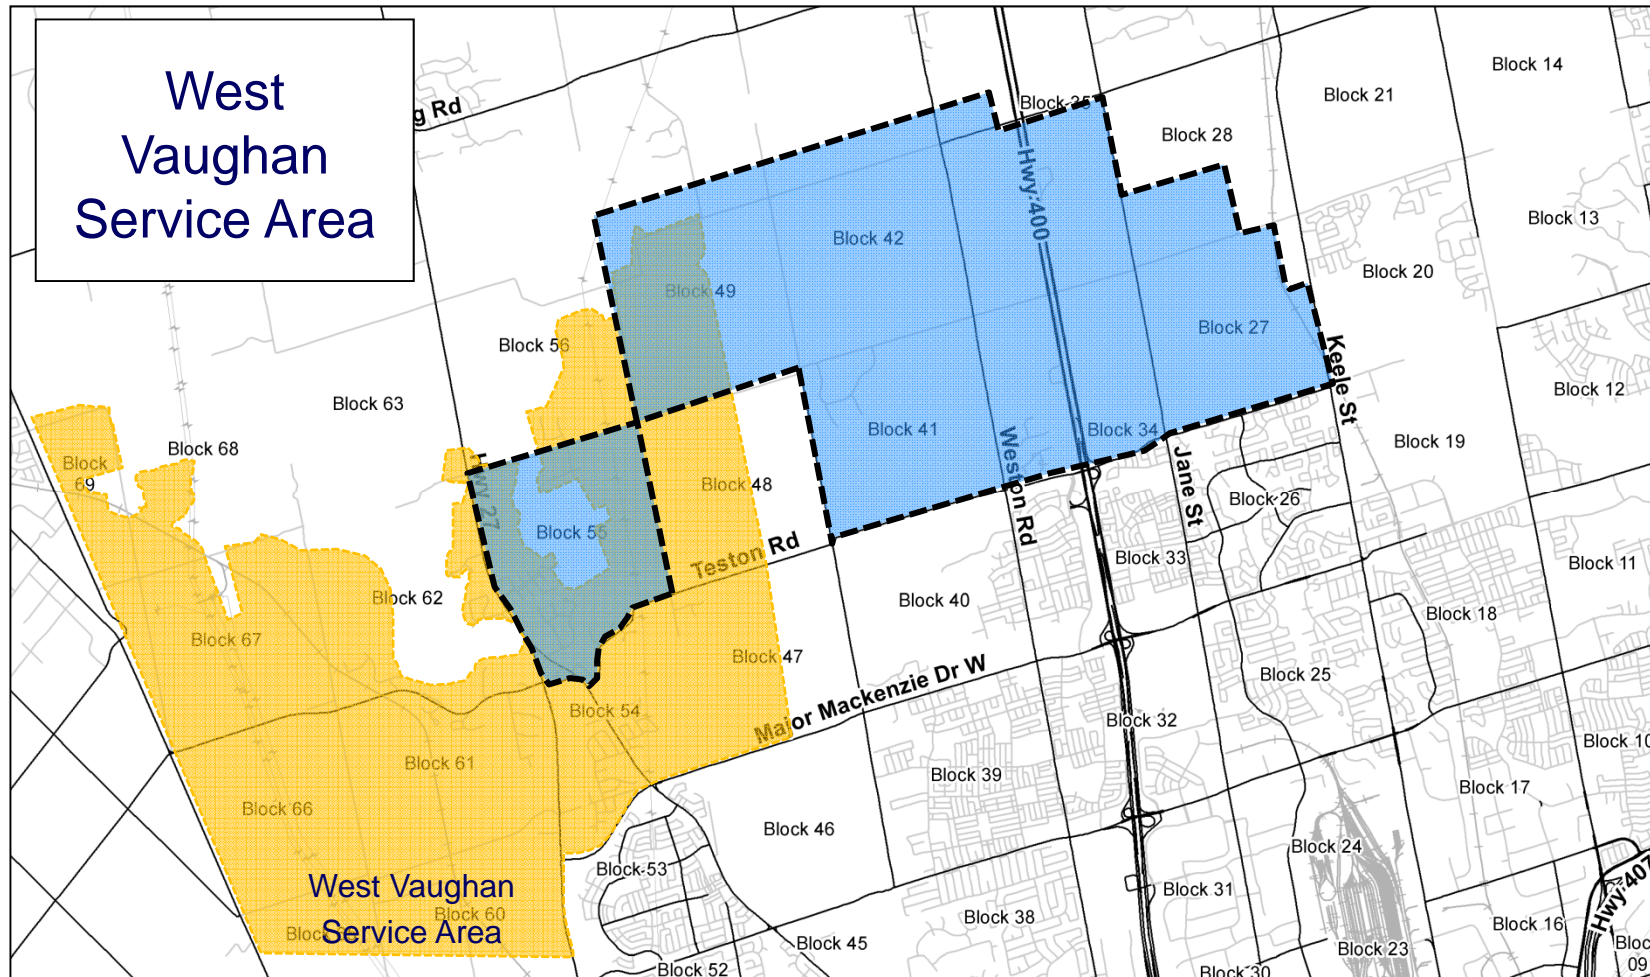 West
Vaughan
Service Area
g Rd
Block 14
Block 21
Block 28
Hwy:400
Block 13
Block 42
Block 20
Block 49
Block 27
Block 56
Keele St
Block 12
Block 63
Block 41
Block 34
Block 19
Block 68
Block
69
Weston Rd
Jane St
Block 48
HWY 27
Block 26
Block 55
Teston Rd
Block 33
Block 11
Block 62
Block 40
Block 18
Block 67
Block 47
Major Mackenzie Dr W
Block 25
Block 54
Block 32
Block 61
Block 10
Block 39
Block 17
Block 66
Block 46
Block 24
Block-53
West Vaughan
Service Area
Block 31
Hwy:407
Block 60
Block 38
Block 16
Block 45
Block 23
Block 52
Block 30
Bloc
09